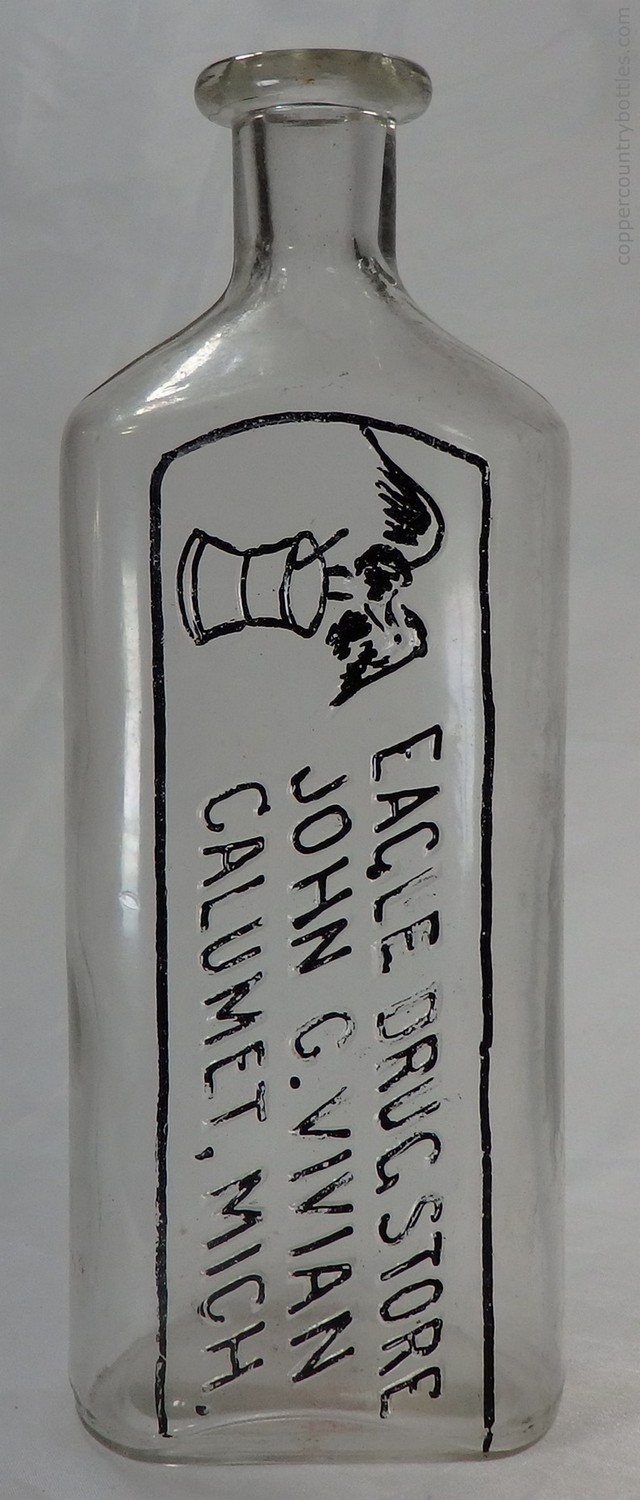 EAGLE DRUG STORE
JOHN C. VIVIAN
CALUMET, MICH.
coppercountrybottles.com